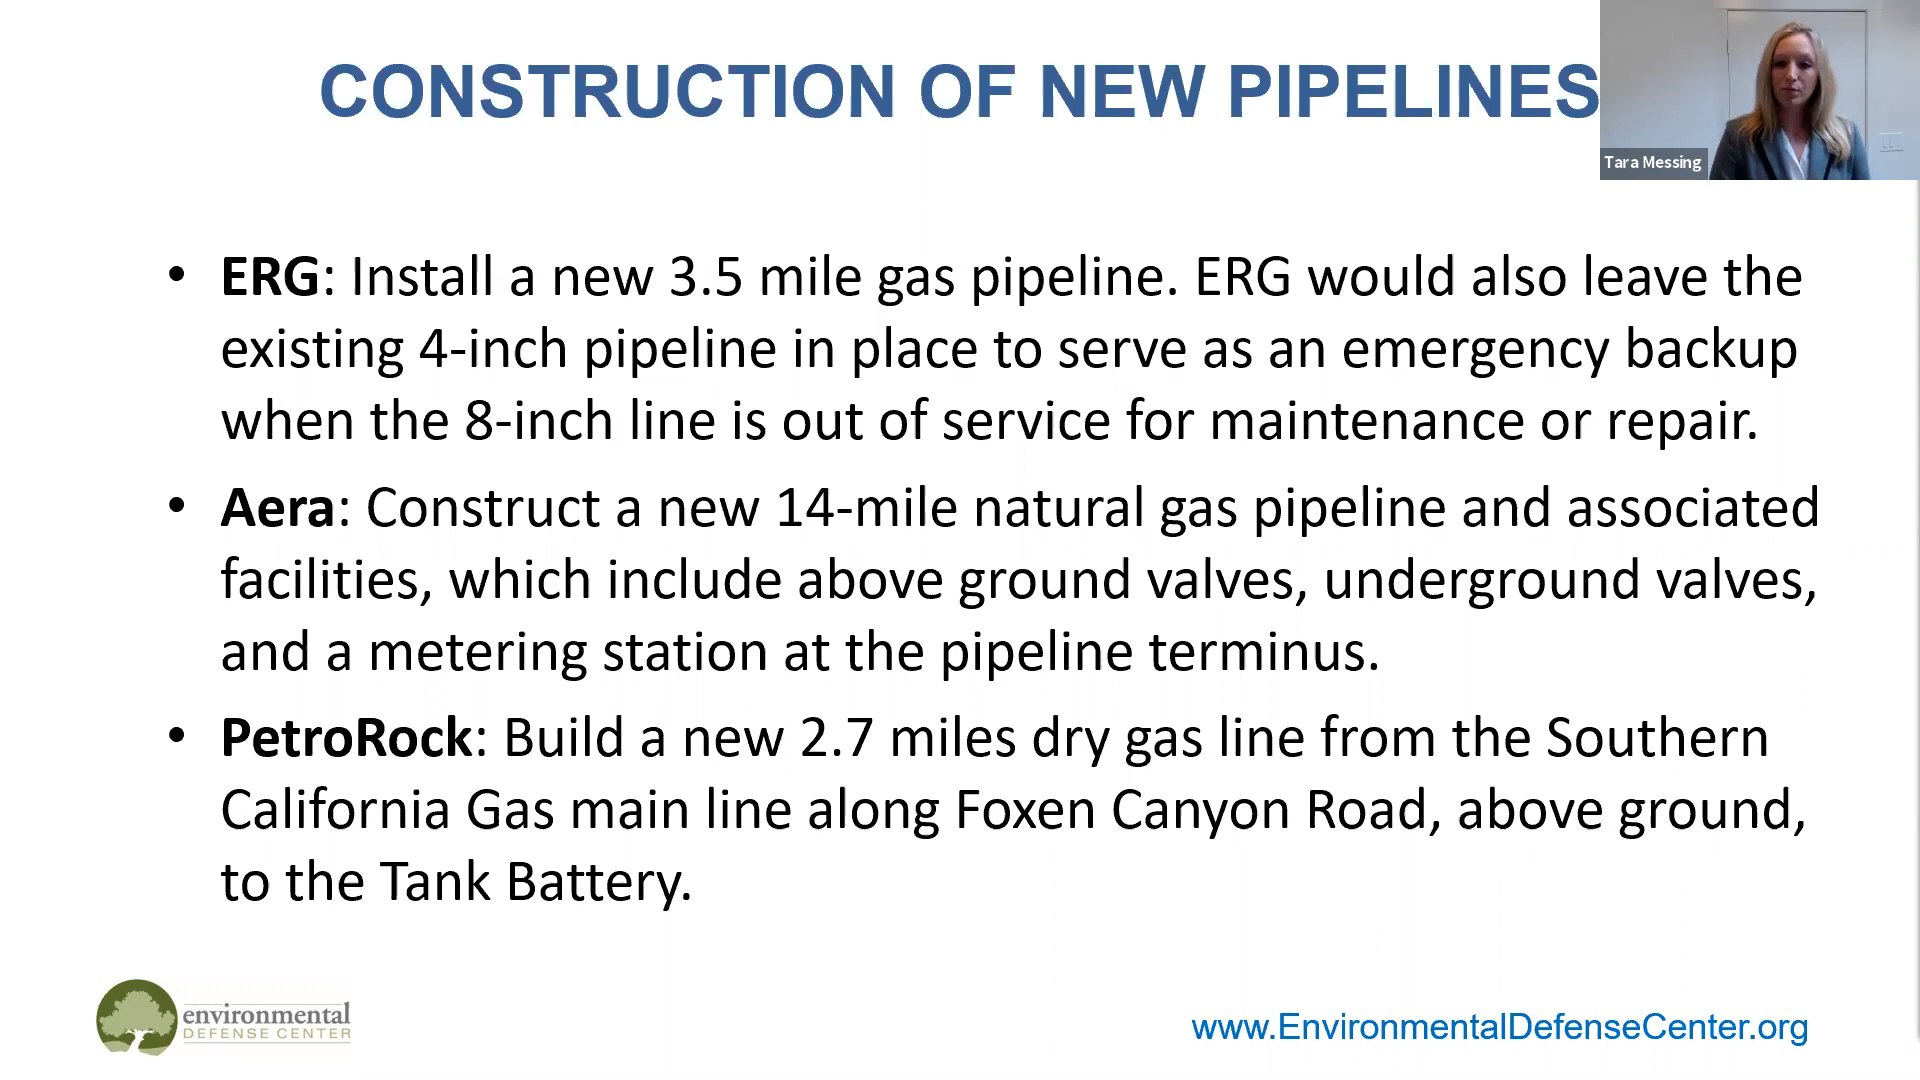 CONSTRUCTION OF NEW PIPELINES
Tara Messing
• ERG: Install a new 3.5 mile gas pipeline. ERG would also leave the
existing 4-inch pipeline in place to serve as an emergency backup
when the 8-inch line is out of service for maintenance or repair.
• Aera: Construct a new 14-mile natural gas pipeline and associated
facilities, which include above ground valves, underground valves,
and a metering station at the pipeline terminus.
• PetroRock: Build a new 2.7 miles dry gas line from the Southern
California Gas main line along Foxen Canyon Road, above ground,
to the Tank Battery.
environmental
DEFENSE CENTER
www.EnvironmentalDefenseCenter.org